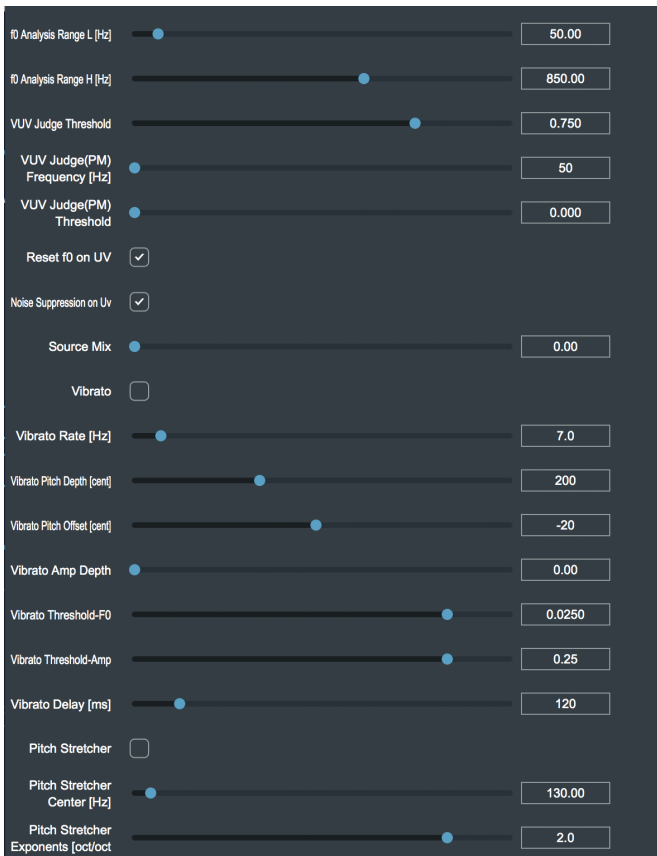 f0 Analysis Range L [Hz] 50.00
f0 Analysis Range H [Hz] 850.00
VUV Judge Threshold 0.750
VUV Judge(PM)
Frequency [Hz] 50
VUV Judge(PM)
Threshold 0.000
Reset f0 on UV
Noise Suppression on Uv
Source Mix 0.00
Vibrato
Vibrato Rate [Hz] 7.0
Vibrato Pitch Depth [cent] 200
Vibrato Pitch Offset [cent] -20
Vibrato Amp Depth 0.00
Vibrato Threshold-F0 0.0250
Vibrato Threshold-Amp 0.25
Vibrato Delay [ms] 120
Pitch Stretcher
Pitch Stretcher
Center [Hz] 130.00
Pitch Stretcher
Exponents [oct/oct 2.0